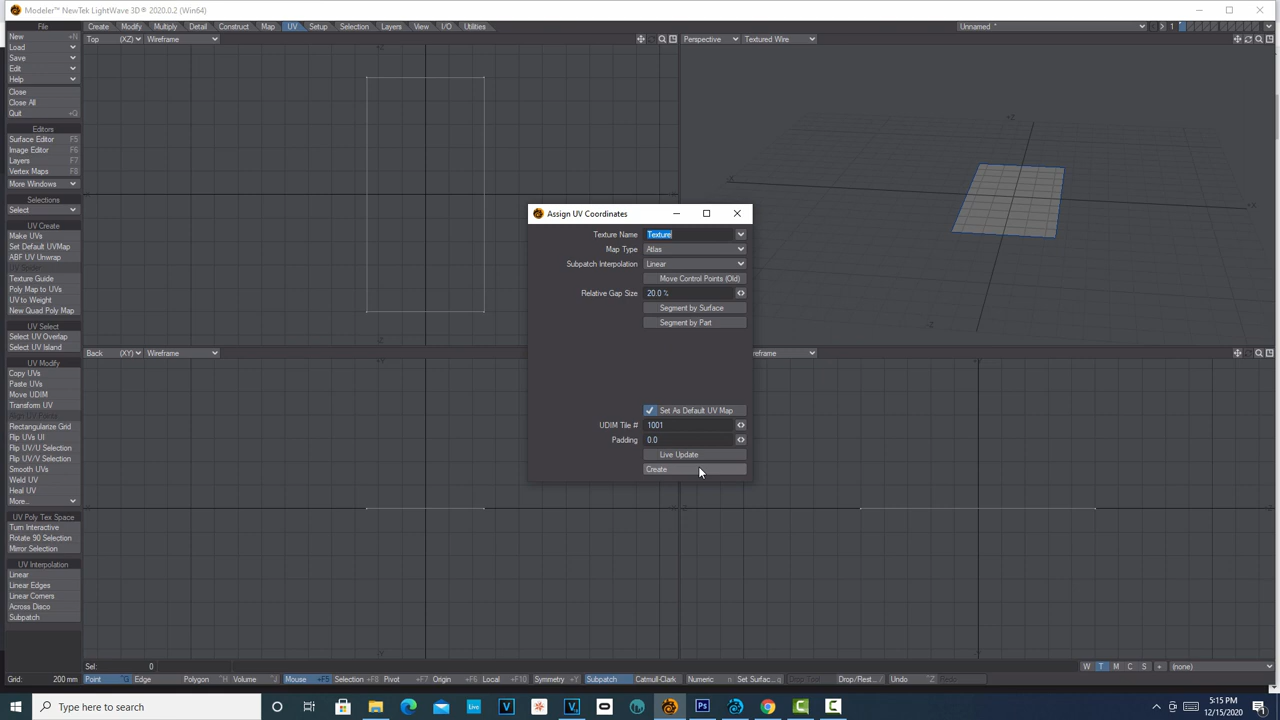 Modeler™ NewTek LightWave 3D® 2020.0.2 (Win64)
File Create Modify Multiply Detail Construct Map UV Setup Selection Layers View I/O Utilities Unnamed * 1
New +N
Load
Save
Edit
Help
Close
Close All
Quit +Q
Editors
Surface Editor F5
Image Editor F6
Layers F7
Vertex Maps F8
More Windows
Selections
Select
UV Create
Make UVs
Set Default UVMap
ABF UV Unwrap
Texture Guide
Poly Map to UVs
UV to Weight
New Quad Poly Map
UV Select
Select UV Overlap
Select UV Island
UV Modify
Copy UVs
Paste UVs
Move UDIM
Transform UV
Align UV Points
Rectangularize Grid
Flip UVs UI
Flip UV/U Selection
Flip UV/V Selection
Smooth UVs
Weld UV
Heal UV
More...
UV Poly Tex Space
Turn Interactive
Rotate 90 Selection
Mirror Selection
UV Interpolation
Linear
Linear Edges
Linear Corners
Across Disco
Subpatch
Top (XZ) Wireframe
Perspective Textured Wire
+Z
-X
+X
-Z
Back (XY) Wireframe
Assign UV Coordinates
Texture Name Texture
Map Type Atlas
Subpatch Interpolation Linear
Move Control Points (Old)
Relative Gap Size 20.0 %
Segment by Surface
Segment by Part
Set As Default UV Map
UDIM Tile # 1001
Padding 0.0
Live Update
Create
Sel: 0 W T M C S + (none)
Grid: 200 mm Point ^G Edge Polygon ^H Volume ^J Mouse +F5 Selection +F8 Pivot +F7 Origin +F6 Local +F10 Symmetry +Y Subpatch Catmull-Clark Numeric n Set Surfac... q Drop/Rest... / Undo ^Z Redo
Type here to search
Live
5:15 PM
12/15/2020